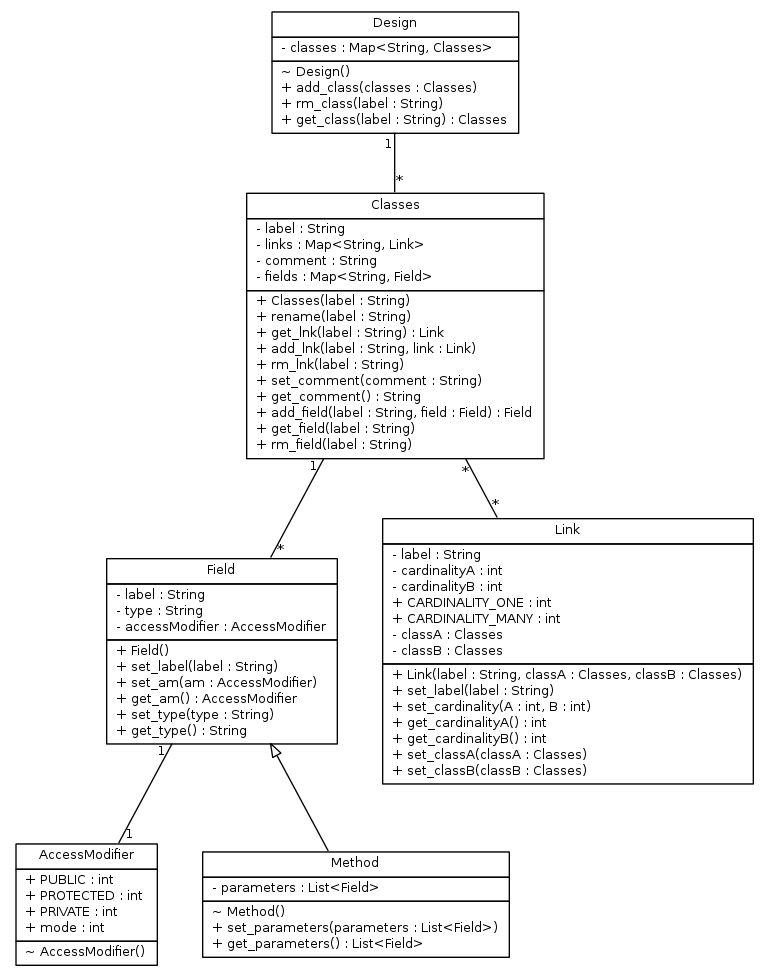 Design
- classes : Map<String, Classes>
~ Design()
+ add_class(classes : Classes)
+ rm_class(label : String)
+ get_class(label : String) : Classes
1
*
Classes
- label : String
- links : Map<String, Link>
- comment : String
- fields : Map<String, Field>
+ Classes(label : String)
+ rename(label : String)
+ get_lnk(label : String) : Link
+ add_lnk(label : String, link : Link)
+ rm_lnk(label : String)
+ set_comment(comment : String)
+ get_comment() : String
+ add_field(label : String, field : Field) : Field
+ get_field(label : String)
+ rm_field(label : String)
1
*
*
*
Field
- label : String
- type : String
- accessModifier : AccessModifier
+ Field()
+ set_label(label : String)
+ set_am(am : AccessModifier)
+ get_am() : AccessModifier
+ set_type(type : String)
+ get_type() : String
Link
- label : String
- cardinalityA : int
- cardinalityB : int
+ CARDINALITY_ONE : int
+ CARDINALITY_MANY : int
- classA : Classes
- classB : Classes
+ Link(label : String, classA : Classes, classB : Classes)
+ set_label(label : String)
+ set_cardinality(A : int, B : int)
+ get_cardinalityA() : int
+ get_cardinalityB() : int
+ set_classA(classA : Classes)
+ set_classB(classB : Classes)
1
1
AccessModifier
+ PUBLIC : int
+ PROTECTED : int
+ PRIVATE : int
+ mode : int
~ AccessModifier()
Method
- parameters : List<Field>
~ Method()
+ set_parameters(parameters : List<Field>)
+ get_parameters() : List<Field>